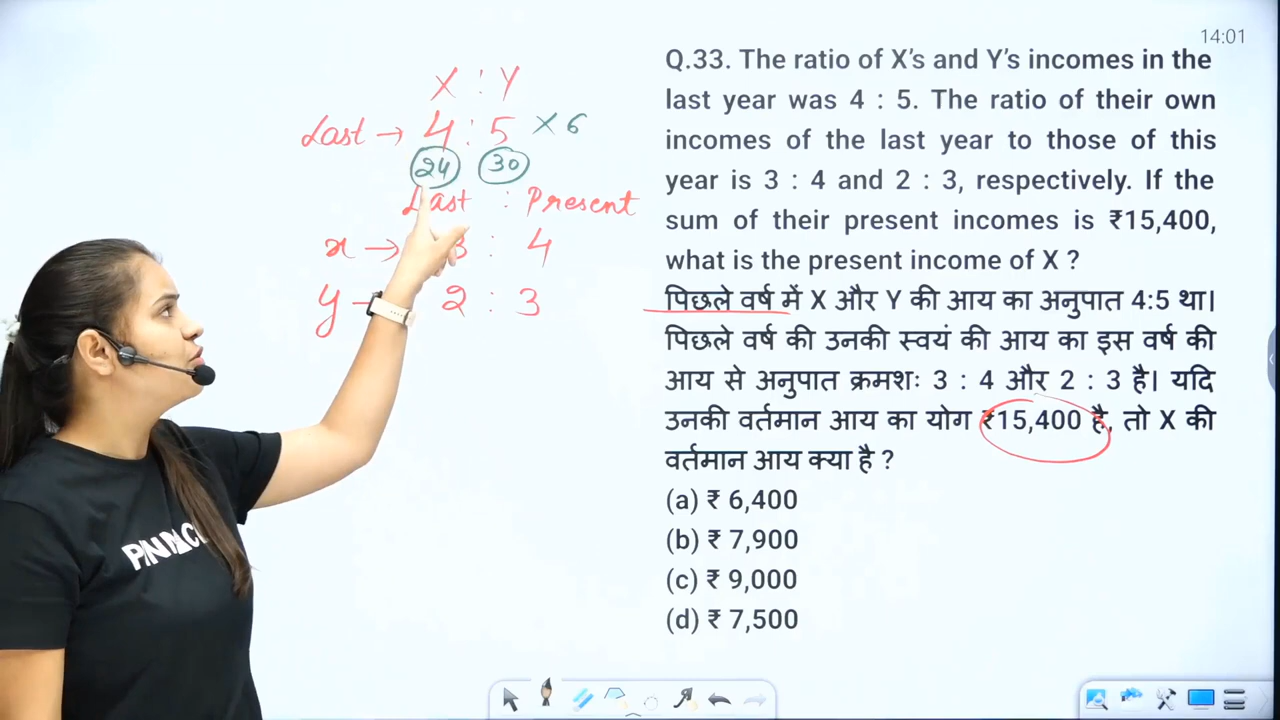 14:01
X : Y
Last → 4 : 5 × 6
24 30
Last : Present
x → 3 : 4
y → 2 : 3
Q.33. The ratio of X's and Y's incomes in the
last year was 4 : 5. The ratio of their own
incomes of the last year to those of this
year is 3 : 4 and 2 : 3, respectively. If the
sum of their present incomes is ₹15,400,
what is the present income of X ?
पिछले वर्ष में X और Y की आय का अनुपात 4:5 था।
पिछले वर्ष की उनकी स्वयं की आय का इस वर्ष की
आय से अनुपात क्रमशः 3 : 4 और 2 : 3 है। यदि
उनकी वर्तमान आय का योग ₹15,400 है, तो X की
वर्तमान आय क्या है ?
(a) ₹ 6,400
(b) ₹ 7,900
(c) ₹ 9,000
(d) ₹ 7,500